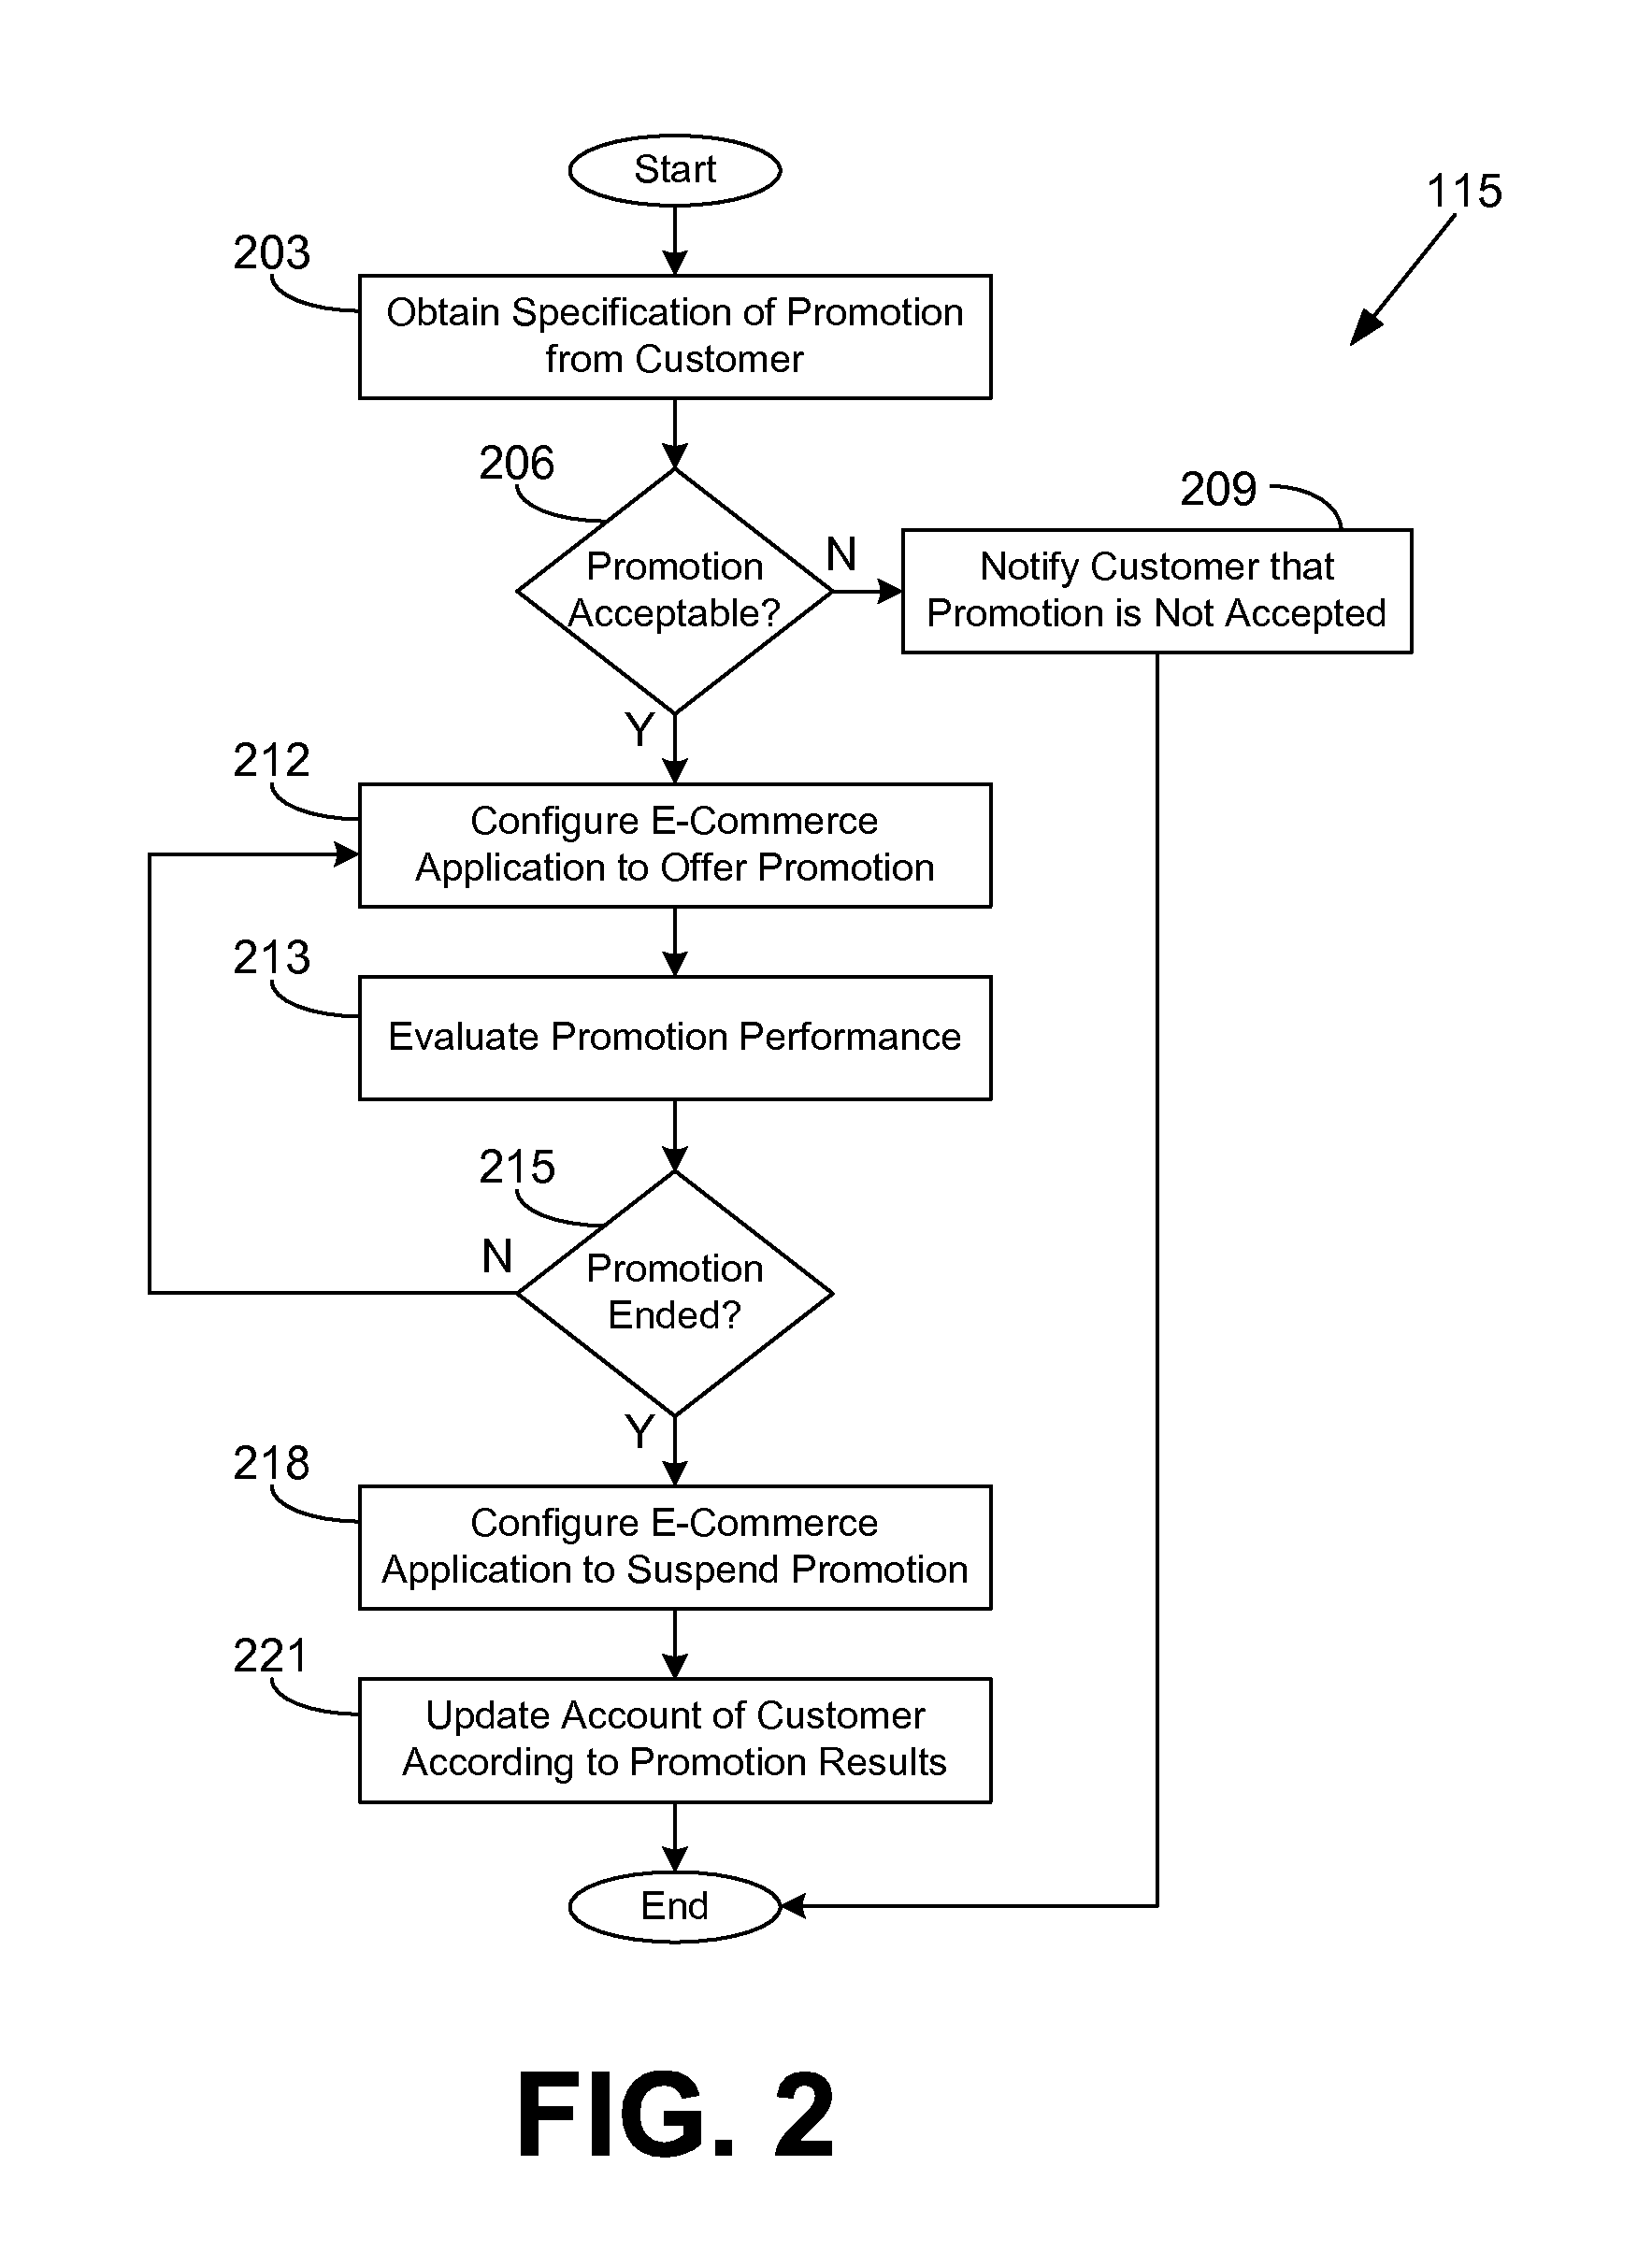 Start
115
203
Obtain Specification of Promotion
from Customer
206
209
Promotion
Acceptable?
N
Notify Customer that
Promotion is Not Accepted
Y
212
Configure E-Commerce
Application to Offer Promotion
213
Evaluate Promotion Performance
215
N
Promotion
Ended?
Y
218
Configure E-Commerce
Application to Suspend Promotion
221
Update Account of Customer
According to Promotion Results
End
FIG. 2